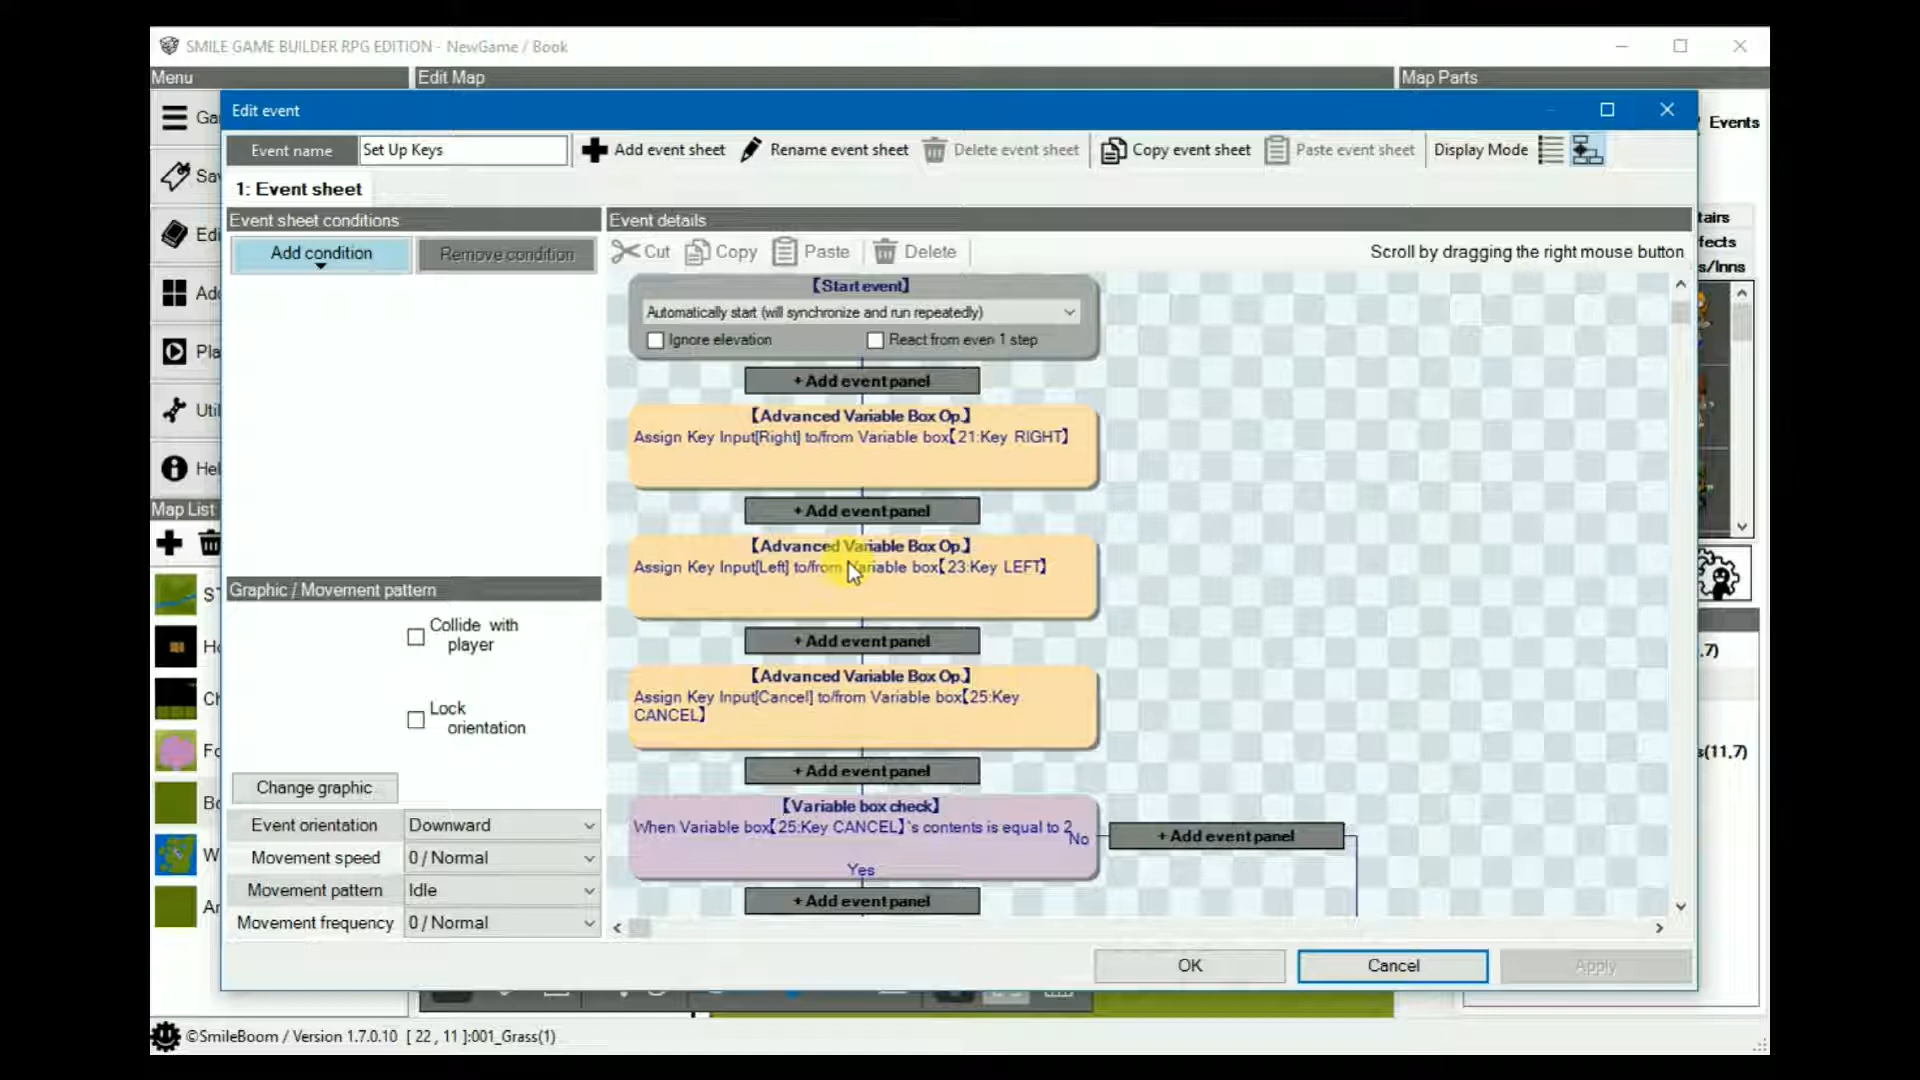 SMILE GAME BUILDER RPG EDITION - NewGame / Book
Menu
Edit Map
Map Parts
Edit event
Events
Event name
Set Up Keys
Add event sheet
Rename event sheet
Delete event sheet
Copy event sheet
Paste event sheet
Display Mode
1: Event sheet
Event sheet conditions
Add condition
Remove condition
Event details
Cut
Copy
Paste
Delete
Scroll by dragging the right mouse button
【Start event】
Automatically start (will synchronize and run repeatedly)
Ignore elevation
React from even 1 step
+ Add event panel
【Advanced Variable Box Op.】
Assign Key Input[Right] to/from Variable box【21:Key RIGHT】
+ Add event panel
【Advanced Variable Box Op.】
Assign Key Input[Left] to/from Variable box【23:Key LEFT】
+ Add event panel
【Advanced Variable Box Op.】
Assign Key Input[Cancel] to/from Variable box【25:Key
CANCEL】
+ Add event panel
【Variable box check】
When Variable box【25:Key CANCEL】's contents is equal to 2
No
+ Add event panel
Yes
+ Add event panel
Map List
Graphic / Movement pattern
Collide with
player
Lock
orientation
Change graphic
Event orientation
Downward
Movement speed
0 / Normal
Movement pattern
Idle
Movement frequency
0 / Normal
OK
Cancel
Apply
©SmileBoom / Version 1.7.0.10 [ 22 , 11 ]:001_Grass(1)